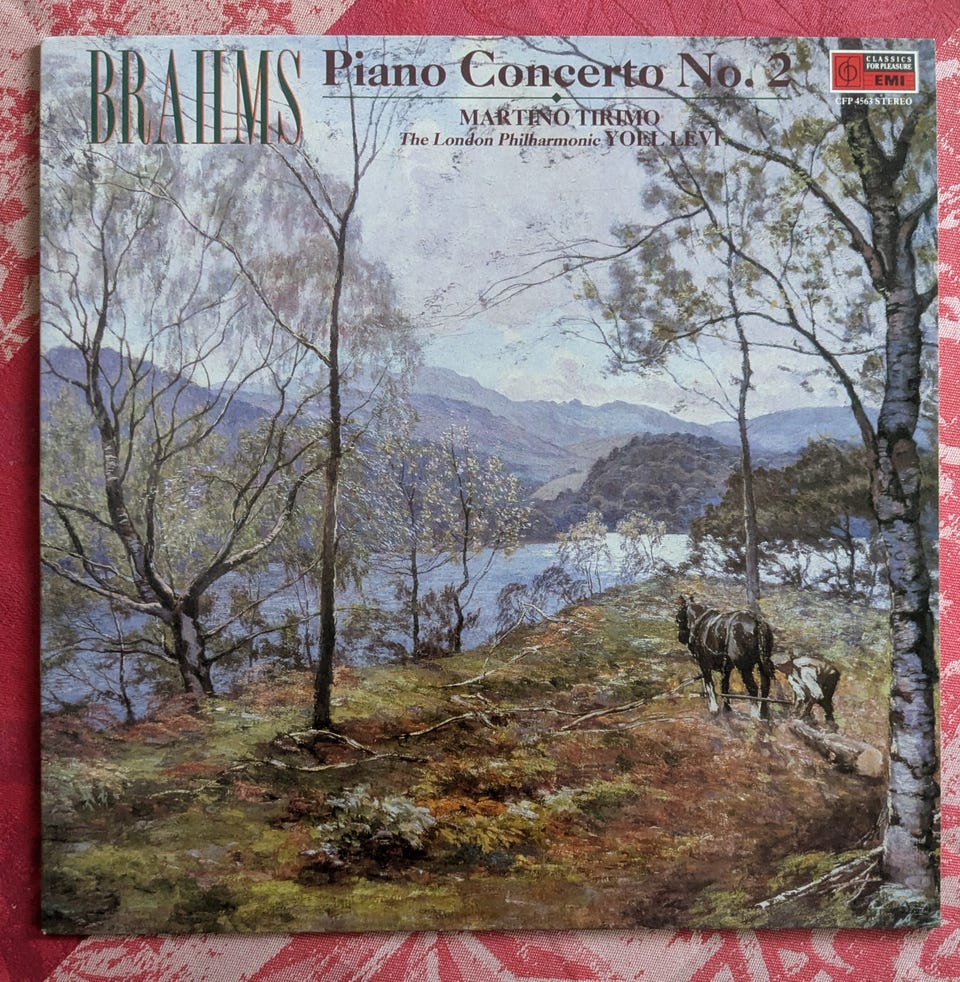 BRAHMS
Piano Concerto No. 2
MARTINO TIRIMO
The London Philharmonic YOEL LEVI
CLASSICS
FOR PLEASURE
EMI
CFP 4563 STEREO